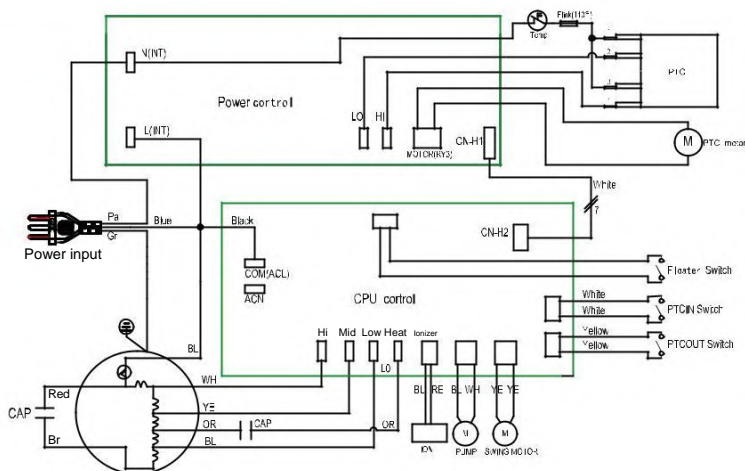 N(INT)
Power control
L(INT)
LO
HI
MOTOR(RY3)
CN-H1
Temp
PTC
M
PTC motor
White
7
Pa
Blue
Gr
Power input
Black
COM(ACL)
ACN
CPU control
CN-H2
Floater Switch
White
White
PTCIN Switch
Yellow
Yellow
PTCOUT Switch
Hi
Mid
Low
Heat
Ionizer
LO
BL
WH
YE
OR
CAP
OR
BL
Red
CAP
Br
BL
RE
BL
WH
YE
YE
ION
M
PUMP
M
SWING MOTOR